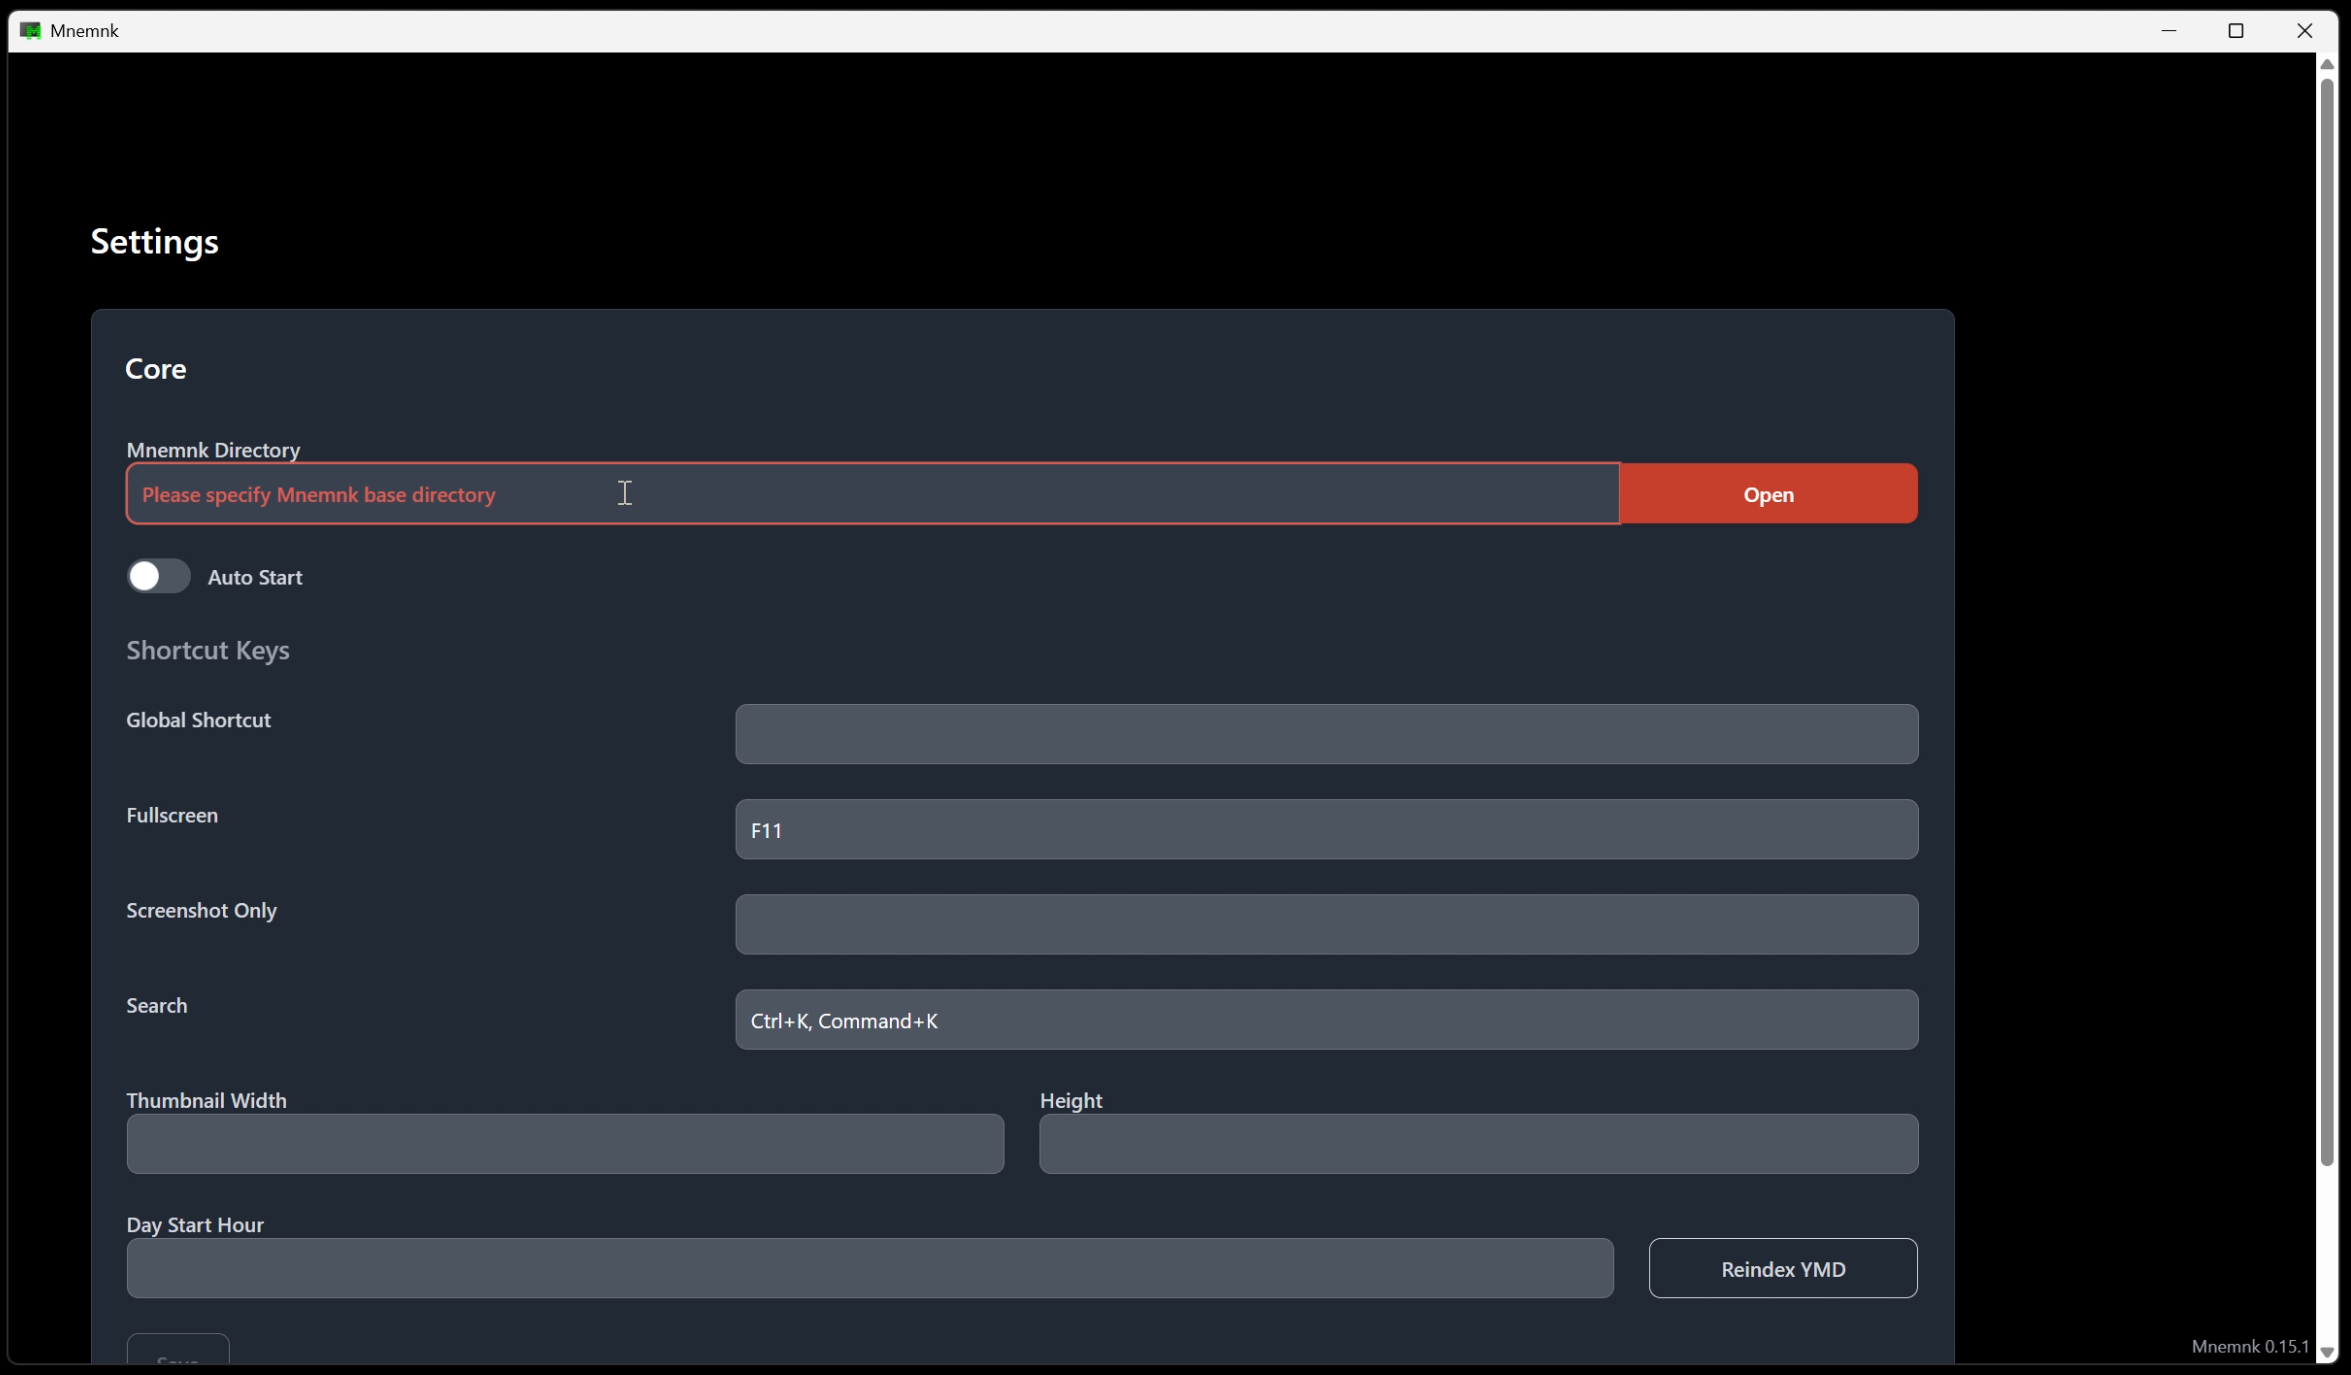 Mnemnk
Settings
Core
Mnemnk Directory
Please specify Mnemnk base directory
Open
Auto Start
Shortcut Keys
Global Shortcut
Fullscreen
F11
Screenshot Only
Search
Ctrl+K, Command+K
Thumbnail Width
Height
Day Start Hour
Reindex YMD
Save
Mnemnk 0.15.1